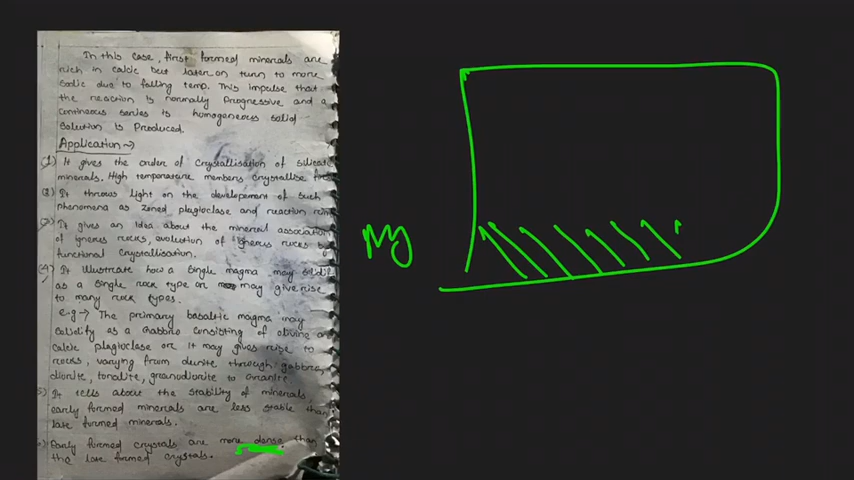 In this case, first formed minerals are
rich in calcic but later on turn to more
sodic due to falling temp. This impulse that
the reaction is normally Progressive and a
continuous series is homogeneous solid
solution is Produced.
Application →
(1) It gives the order of crystallisation of silicate
minerals. High temperature members crystallise
It throws light on the development of such
phenomena as zoned plagioclase and reaction
It gives an idea about the mineral association
of igneous rocks, evolution of igneous rocks by
functional crystallisation.
(4) It illustrate how a single magma may solidify
as a single rock type or may give rise
to many rock types.
e.g → The primary basaltic magma may
solidify as a gabbro consisting of olivine
calcic plagioclase or it may gives rise to
rocks, varying from dunite through gabbro,
diorite, tonalite, granodiorite to granite
5) It tells about the stability of minerals.
early formed minerals are less stable than
late formed minerals.
Early formed crystals are more dense than
the late formed crystals.
Mg